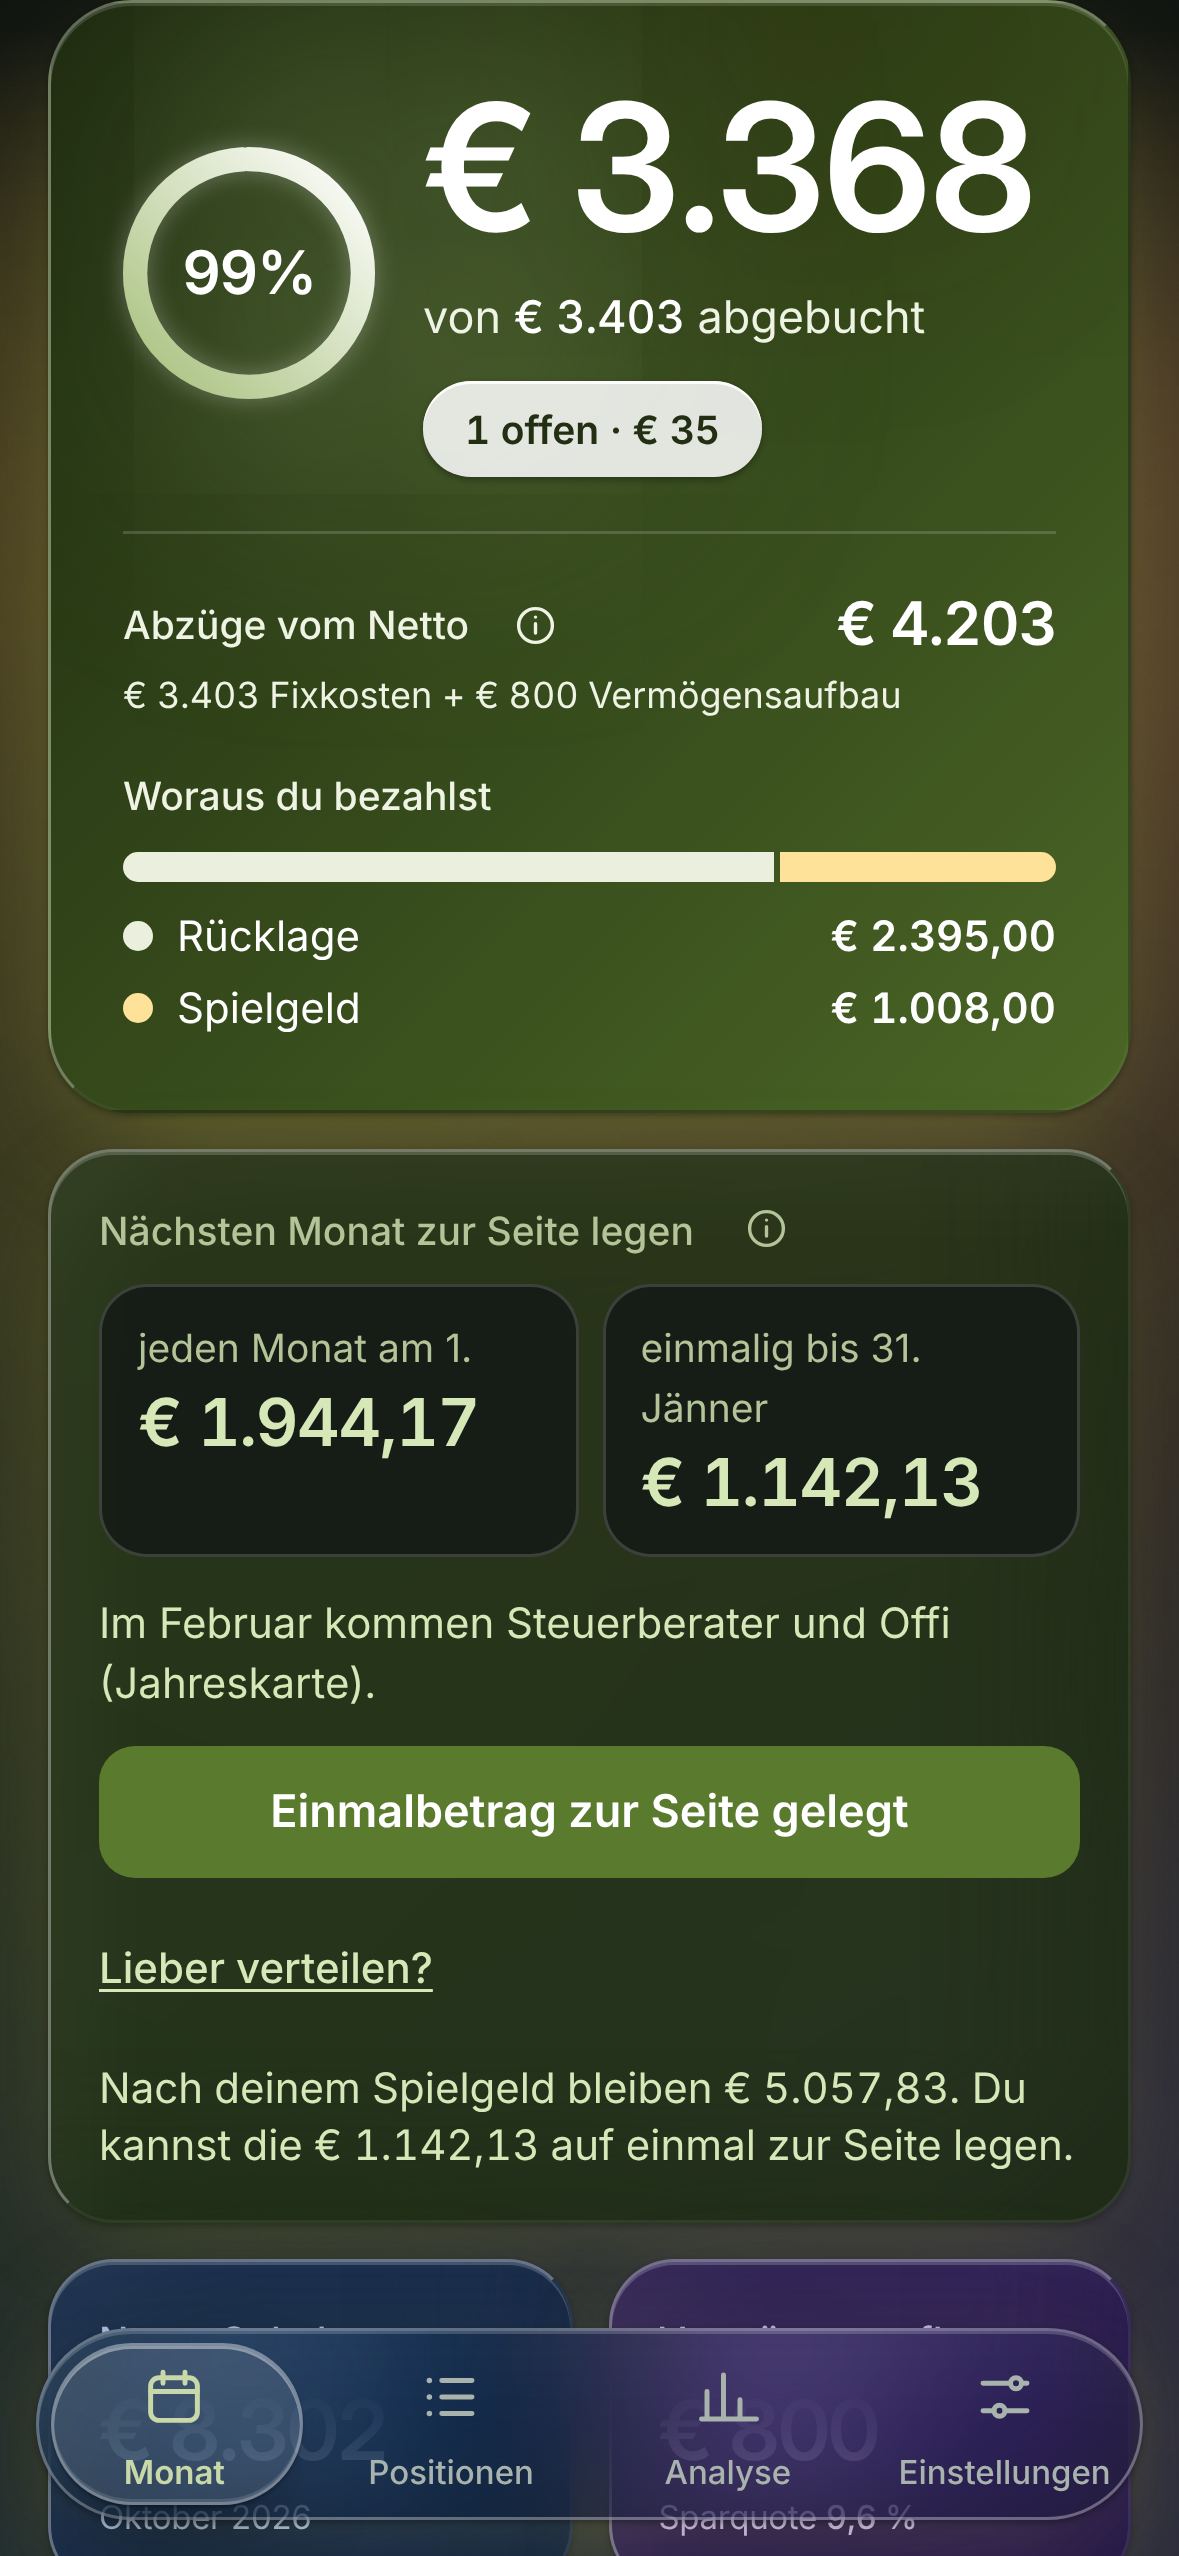 99%
€ 3.368
von € 3.403 abgebucht
1 offen · € 35
Abzüge vom Netto
€ 4.203
€ 3.403 Fixkosten + € 800 Vermögensaufbau
Woraus du bezahlst
Rücklage € 2.395,00
Spielgeld € 1.008,00
Nächsten Monat zur Seite legen
jeden Monat am 1.
€ 1.944,17
einmalig bis 31.
Jänner
€ 1.142,13
Im Februar kommen Steuerberater und Offi
(Jahreskarte).
Einmalbetrag zur Seite gelegt
Lieber verteilen?
Nach deinem Spielgeld bleiben € 5.057,83. Du
kannst die € 1.142,13 auf einmal zur Seite legen.
€ 8.302
€ 800
Monat
Positionen
Analyse
Einstellungen
Oktober 2026
Sparquote 9,6 %